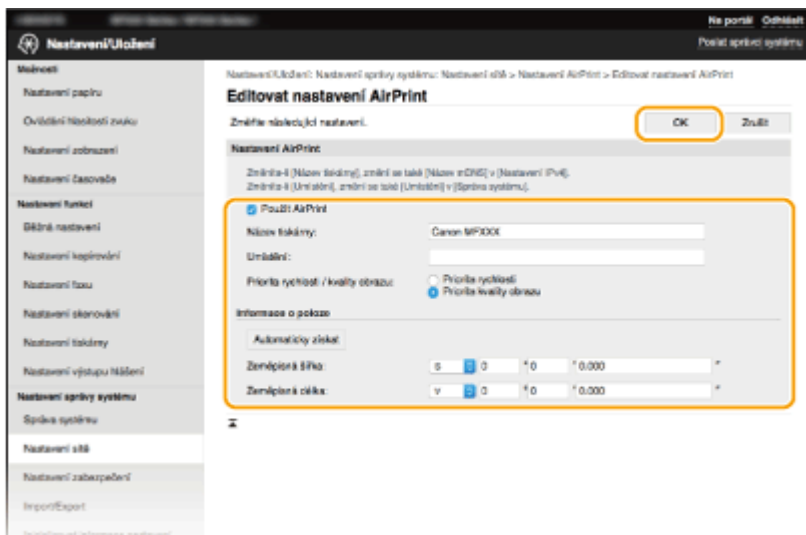 Na portál Odhlásit
Nastavení/Uložení
Poslat správci systému
Možnosti
Nastavení papíru
Ovládání hlasitosti zvuku
Nastavení zobrazení
Nastavení časovače
Nastavení funkcí
Běžná nastavení
Nastavení kopírování
Nastavení faxu
Nastavení skenování
Nastavení tiskárny
Nastavení výstupu hlášení
Nastavení správy systému
Správa systému
Nastavení sítě
Nastavení zabezpečení
Import/Export
Nastavení/Uložení: Nastavení správy systému: Nastavení sítě > Nastavení AirPrint > Editovat nastavení AirPrint
Editovat nastavení AirPrint
Změňte následující nastavení.
OK
Zrušit
Nastavení AirPrint
Změníte-li [Název tiskárny], změní se také [Název mDNS] v [Nastavení IPv4].
Změníte-li [Umístění], změní se také [Umístění] v [Správa systému].
Použít AirPrint
Název tiskárny: Canon MFXXX
Umístění:
Priorita rychlosti / kvality obrazu: Priorita rychlosti
Priorita kvality obrazu
Informace o poloze
Automaticky získat
Zeměpisná šířka: S 0 ° 0 ' 0.000 "
Zeměpisná délka: V 0 ° 0 ' 0.000 "